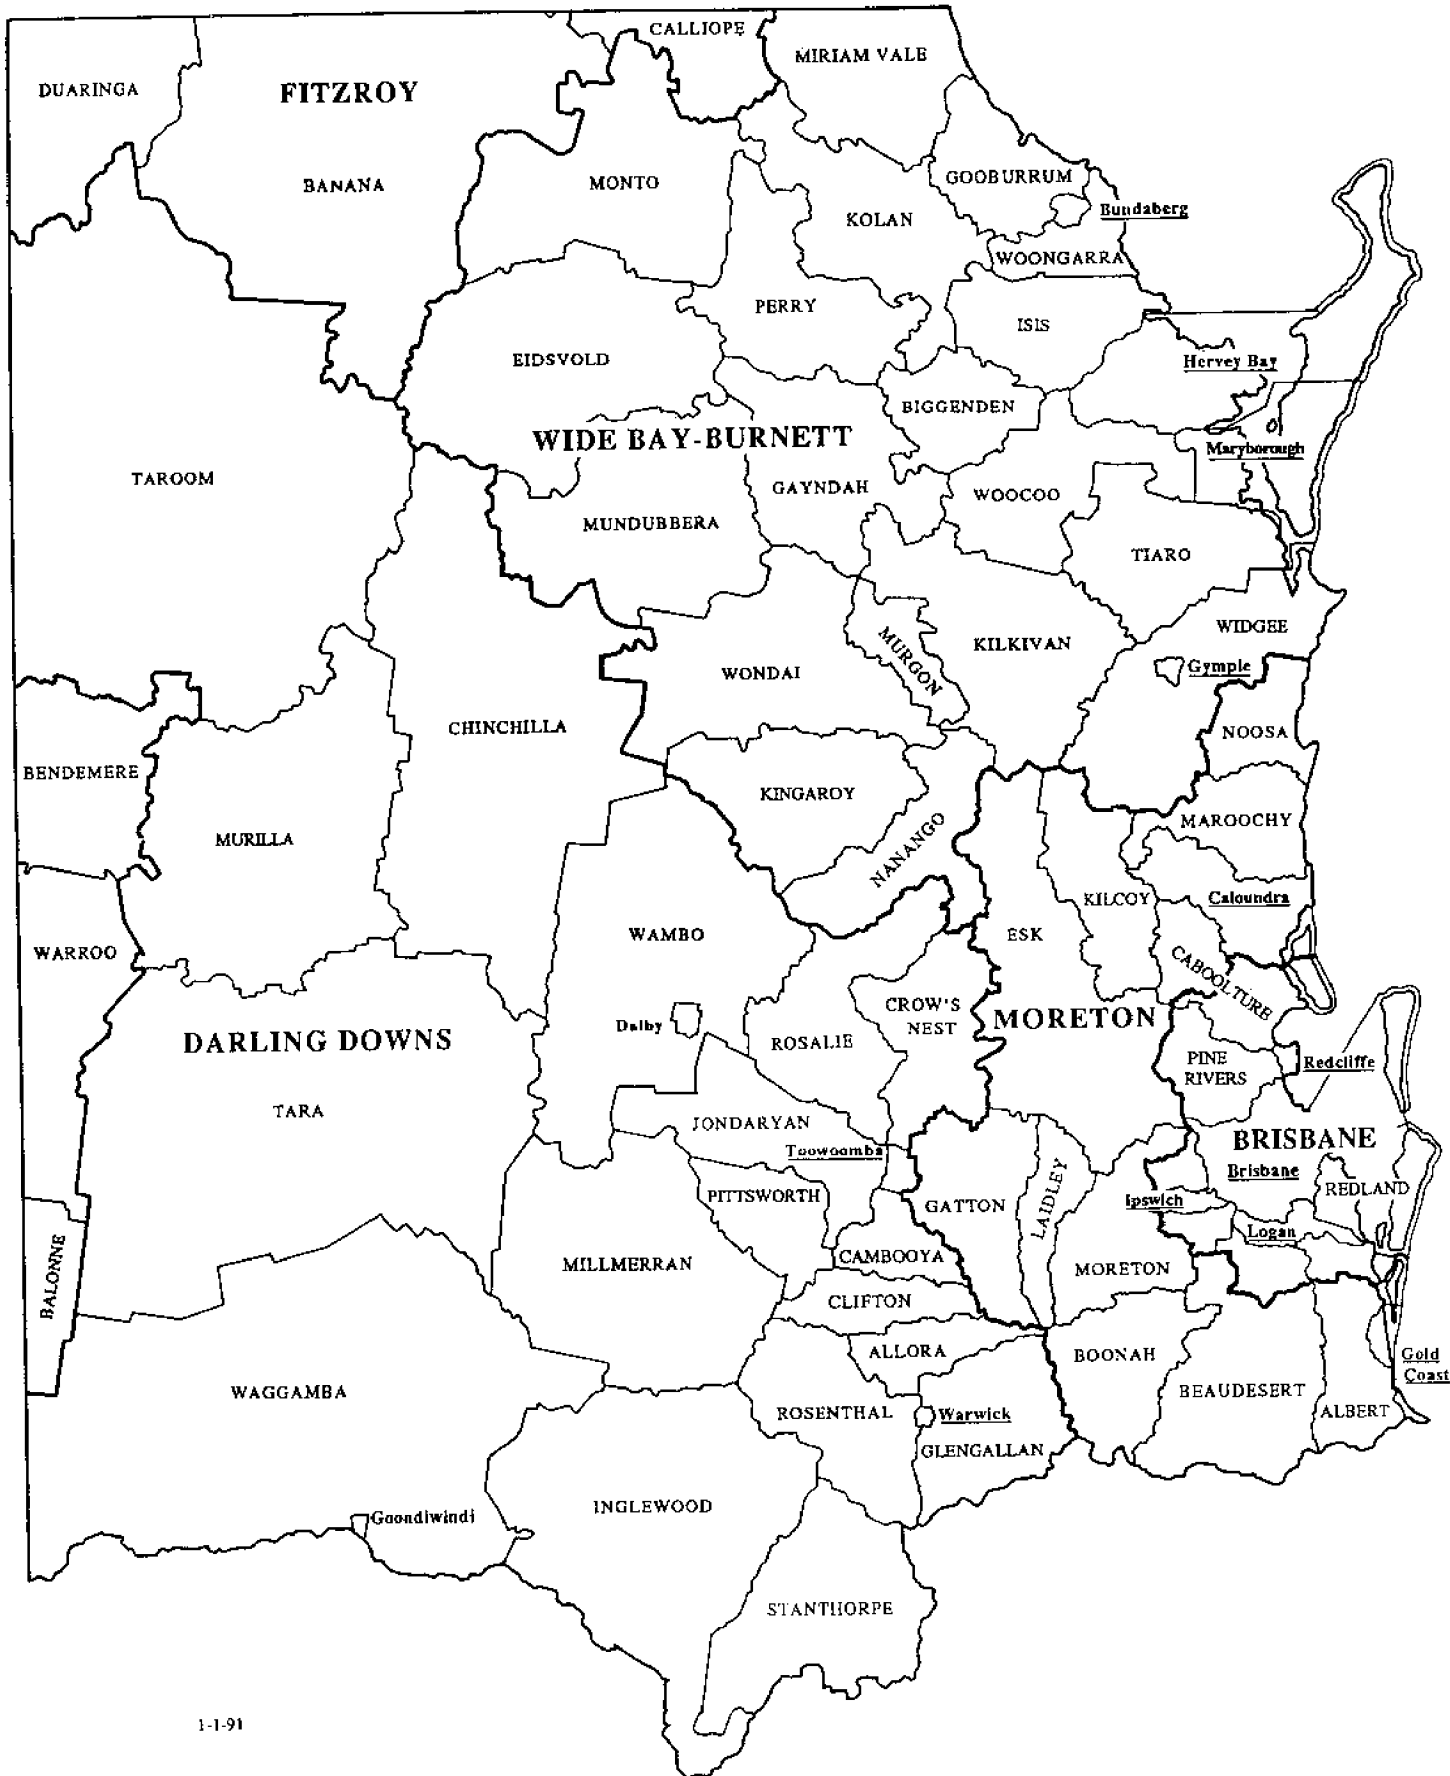 CALLIOPE
MIRIAM VALE
DUARINGA
FITZROY
BANANA
MONTO
GOOBURRUM
KOLAN
Bundaberg
WOONGARRA
PERRY
ISIS
EIDSVOLD
Hervey Bay
BIGGENDEN
WIDE BAY-BURNETT
Maryborough
TAROOM
GAYNDAH
WOOCOO
MUNDUBBERA
TIARO
WIDGEE
MURGON
KILKIVAN
WONDAI
Gympie
CHINCHILLA
NOOSA
BENDEMERE
KINGAROY
MAROOCHY
MURILLA
NANANGO
KILCOY
Caloundra
WARROO
WAMBO
ESK
CABOOLTURE
CROW'S
NEST
MORETON
Dalby
DARLING DOWNS
ROSALIE
PINE
RIVERS
Redcliffe
TARA
JONDARYAN
Toowoomba
BRISBANE
Brisbane
PITTSWORTH
GATTON
LAIDLEY
Ipswich
REDLAND
Logan
BALONNE
MILLMERRAN
CAMBOOYA
MORETON
CLIFTON
ALLORA
BOONAH
Gold
Coast
WAGGAMBA
BEAUDESERT
ROSENTHAL
Warwick
ALBERT
GLENGALLAN
INGLEWOOD
Goondiwindi
STANTHORPE
1-1-91